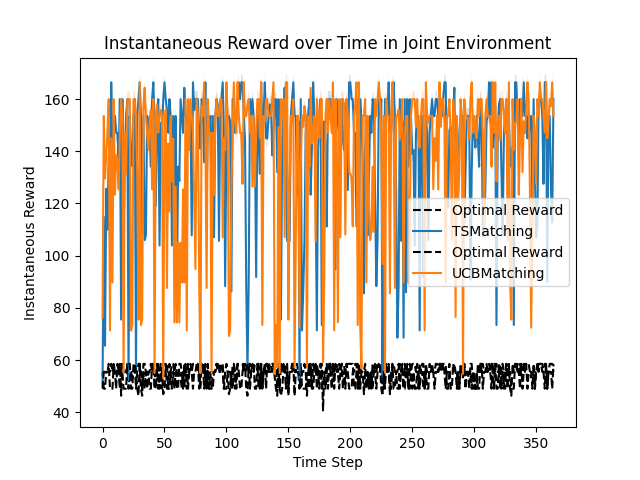 Instantaneous Reward over Time in Joint Environment
Instantaneous Reward
160
140
120
100
80
60
40
Optimal Reward
TSMatching
Optimal Reward
UCBMatching
0
50
100
150
200
250
300
350
Time Step